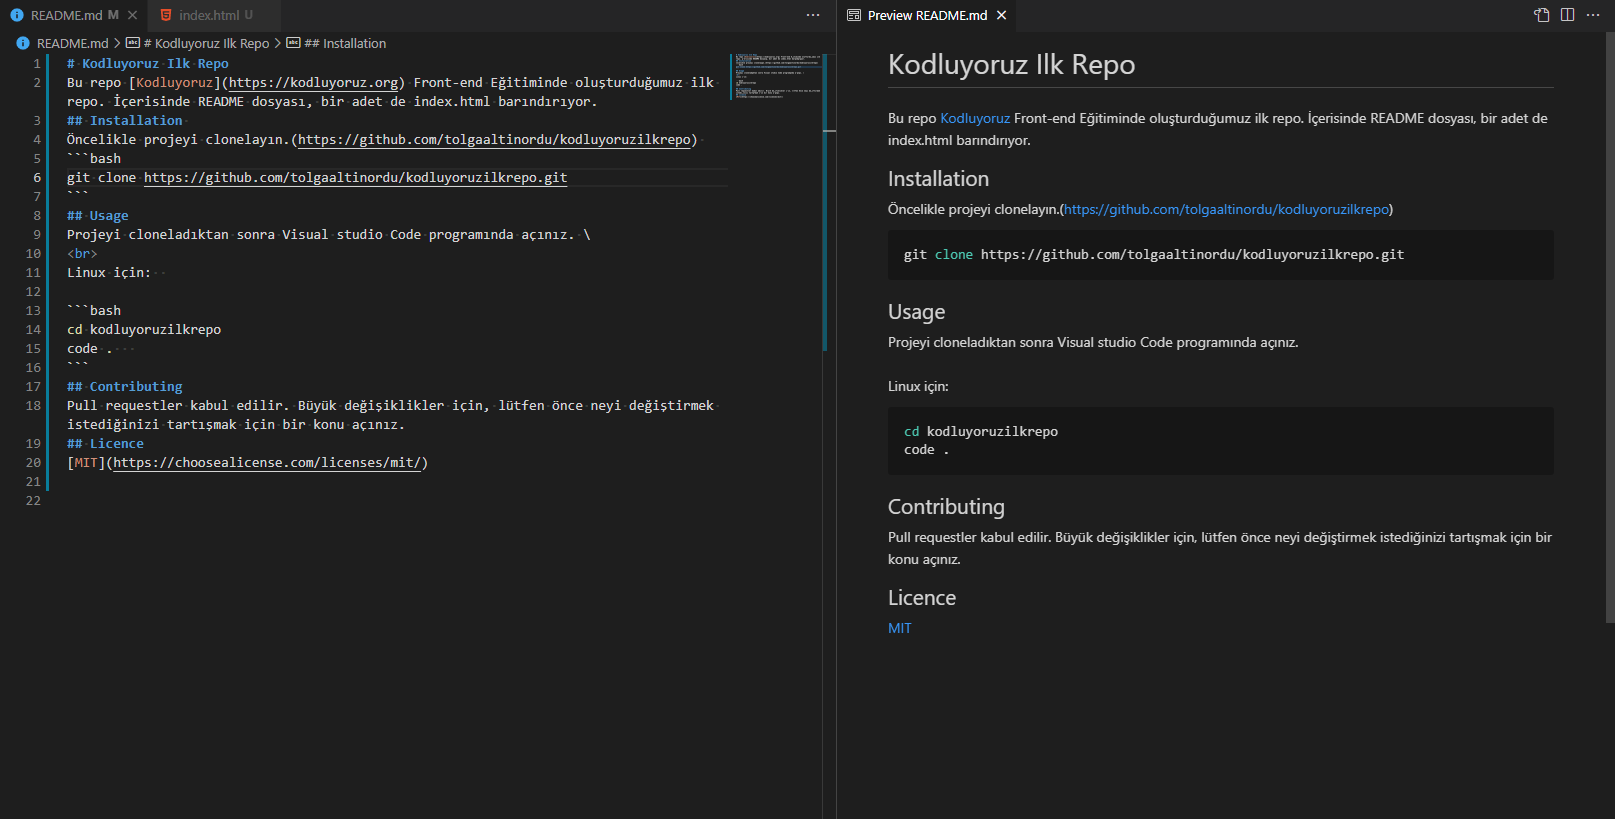 README.md M
index.html U
README.md > # Kodluyoruz Ilk Repo > ## Installation
1 # Kodluyoruz Ilk Repo
2 Bu repo [Kodluyoruz](https://kodluyoruz.org) Front-end Eğitiminde oluşturduğumuz ilk
repo. İçerisinde README dosyası, bir adet de index.html barındırıyor.
3 ## Installation
4 Öncelikle projeyi clonelayın.(https://github.com/tolgaaltinordu/kodluyoruzilkrepo)
5 ```bash
6 git clone https://github.com/tolgaaltinordu/kodluyoruzilkrepo.git
7 ```
8 ## Usage
9 Projeyi cloneladıktan sonra Visual studio Code programında açınız. \
10 <br>
11 Linux için:
12
13 ```bash
14 cd kodluyoruzilkrepo
15 code .
16 ```
17 ## Contributing
18 Pull requestler kabul edilir. Büyük değişiklikler için, lütfen önce neyi değiştirmek
istediğinizi tartışmak için bir konu açınız.
19 ## Licence
20 [MIT](https://choosealicense.com/licenses/mit/)
21
22
Preview README.md
Kodluyoruz Ilk Repo
Bu repo Kodluyoruz Front-end Eğitiminde oluşturduğumuz ilk repo. İçerisinde README dosyası, bir adet de
index.html barındırıyor.
Installation
Öncelikle projeyi clonelayın.(https://github.com/tolgaaltinordu/kodluyoruzilkrepo)
git clone https://github.com/tolgaaltinordu/kodluyoruzilkrepo.git
Usage
Projeyi cloneladıktan sonra Visual studio Code programında açınız.
Linux için:
cd kodluyoruzilkrepo
code .
Contributing
Pull requestler kabul edilir. Büyük değişiklikler için, lütfen önce neyi değiştirmek istediğinizi tartışmak için bir
konu açınız.
Licence
MIT